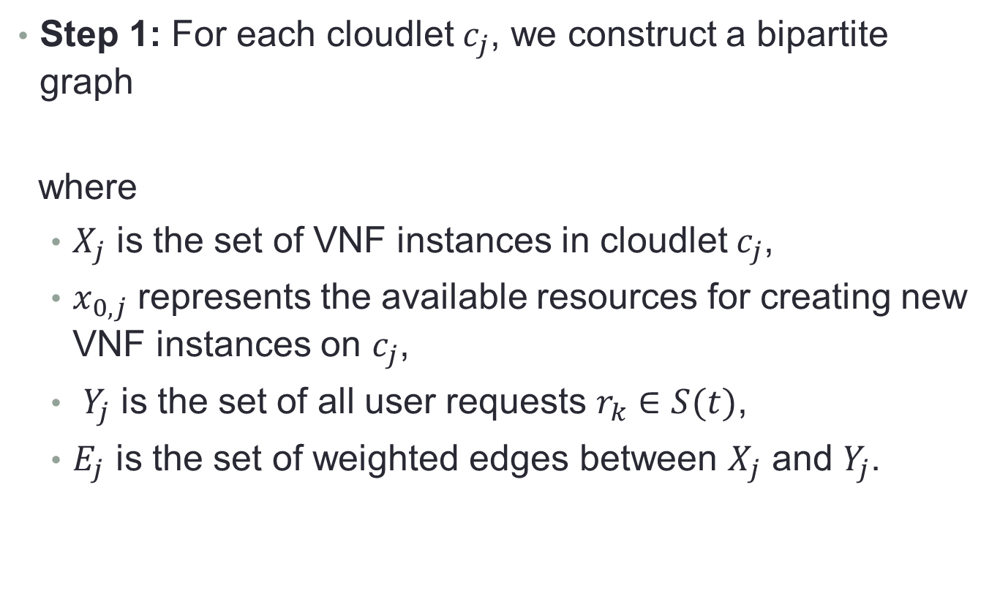 • Step 1: For each cloudlet $c_j$, we construct a bipartite
graph
where
• $X_j$ is the set of VNF instances in cloudlet $c_j$,
• $x_{0,j}$ represents the available resources for creating new
VNF instances on $c_j$,
• $Y_j$ is the set of all user requests $r_k \in S(t)$,
• $E_j$ is the set of weighted edges between $X_j$ and $Y_j$.